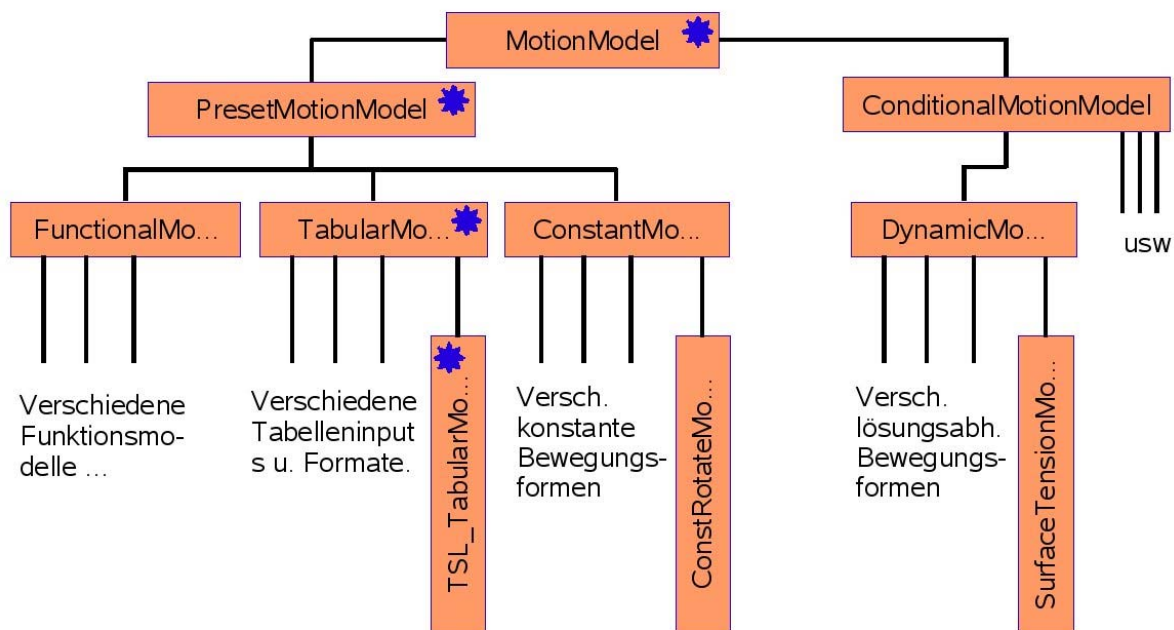 MotionModel
PresetMotionModel
ConditionalMotionModel
FunctionalMo...
TabularMo...
ConstantMo...
DynamicMo...
usw
Verschiedene
Funktionsmo-
delle ...
Verschiedene
Tabelleninput
s u. Formate.
TSL_TabularMo...
Versch.
konstante
Bewegungs-
formen
ConstRotateMo...
Versch.
lösungsabh.
Bewegungs-
formen
SurfaceTensionMo...